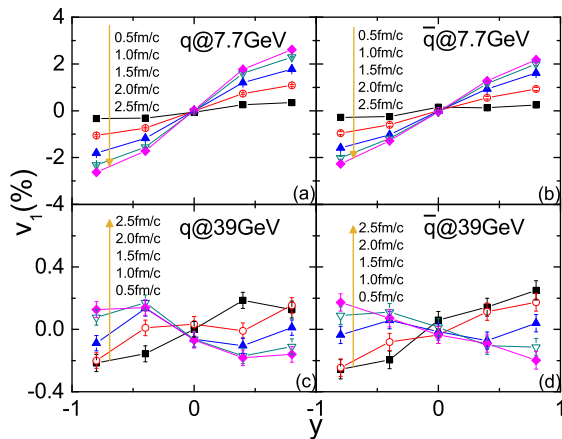 q@7.7GeV
0.5fm/c
1.0fm/c
1.5fm/c
2.0fm/c
2.5fm/c
(a)
q̅@7.7GeV
0.5fm/c
1.0fm/c
1.5fm/c
2.0fm/c
2.5fm/c
(b)
4
2
0
-2
-4
v₁(%)
q@39GeV
2.5fm/c
2.0fm/c
1.5fm/c
1.0fm/c
0.5fm/c
(c)
q̅@39GeV
2.5fm/c
2.0fm/c
1.5fm/c
1.0fm/c
0.5fm/c
(d)
0.4
0.0
-0.4
-1 0 -1 0 1
y